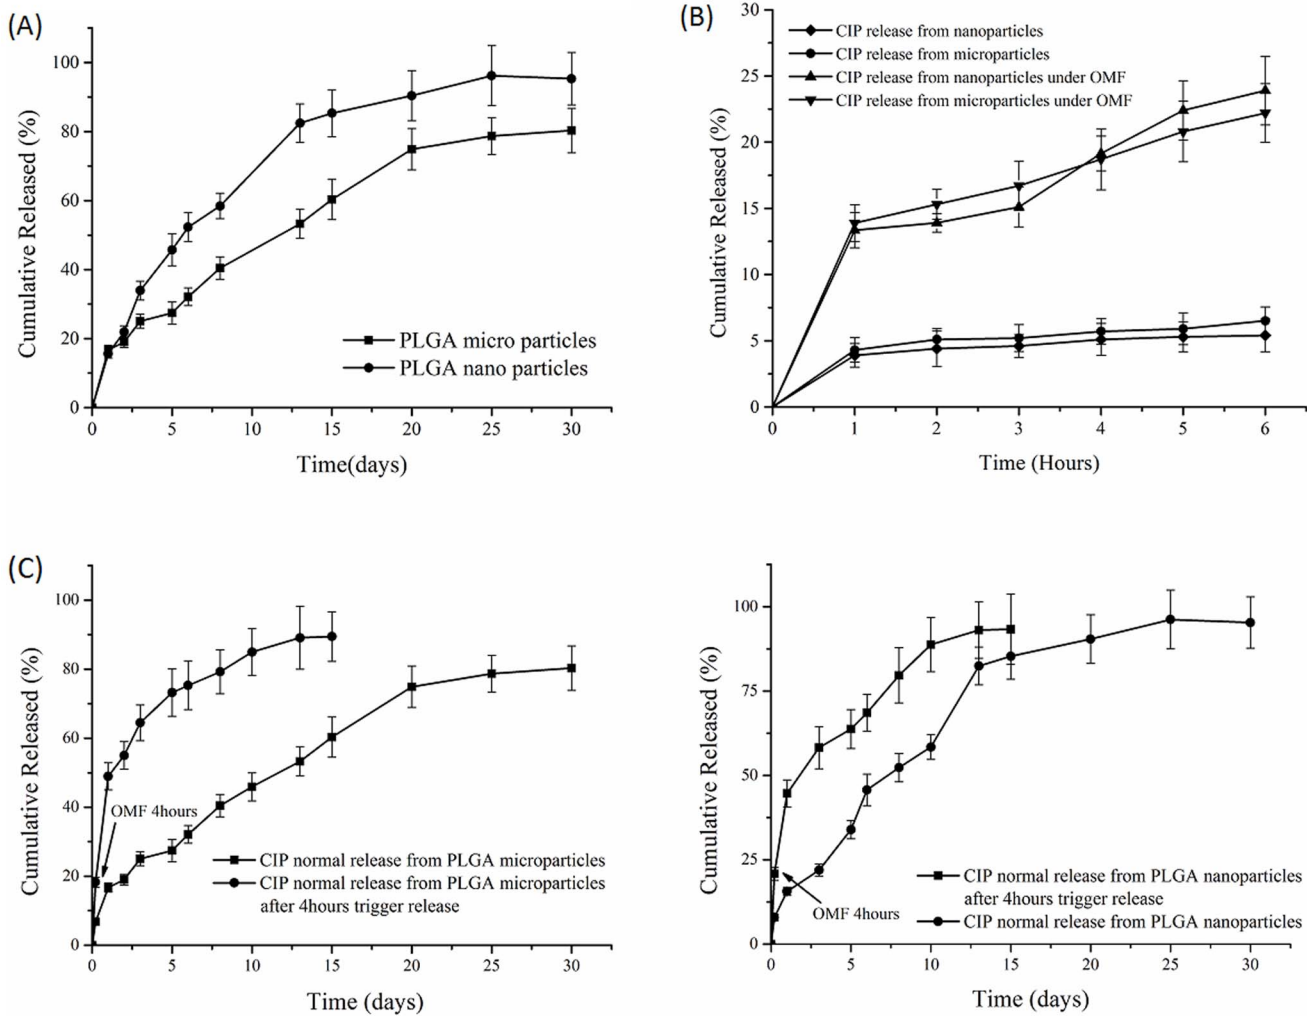 (A)
100
80
60
40
20
0
Cumulative Released (%)
PLGA micro particles
PLGA nano particles
0 5 10 15 20 25 30
Time(days)
(B)
30
25
20
15
10
5
0
Cumulative Released (%)
CIP release from nanoparticles
CIP release from microparticles
CIP release from nanoparticles under OMF
CIP release from microparticles under OMF
0 1 2 3 4 5 6
Time (Hours)
(C)
100
80
60
40
20
0
Cumulative Released (%)
OMF 4hours
CIP normal release from PLGA microparticles
CIP normal release from PLGA microparticles
after 4hours trigger release
0 5 10 15 20 25 30
Time (days)
100
75
50
25
0
Cumulative Released (%)
OMF 4hours
CIP normal release from PLGA nanoparticles
after 4hours trigger release
CIP normal release from PLGA nanoparticles
0 5 10 15 20 25 30
Time (days)